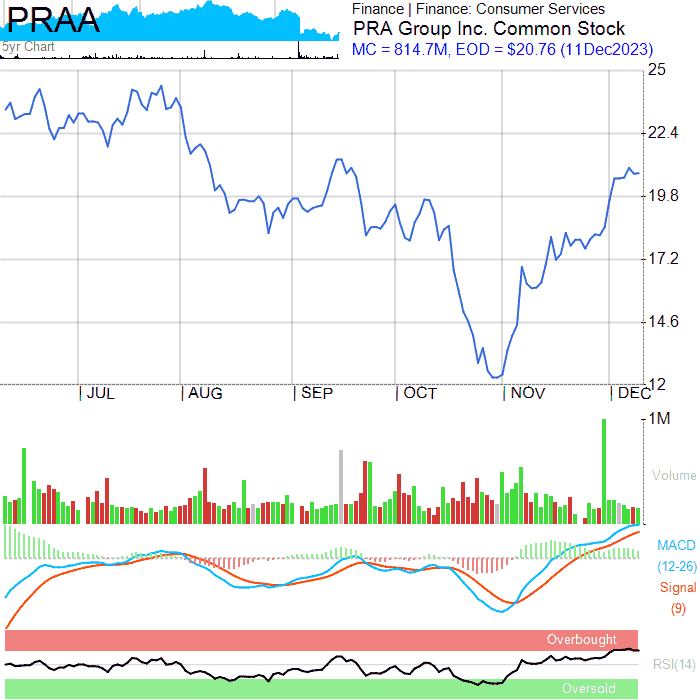 PRAA
5yr Chart
Finance | Finance: Consumer Services
PRA Group Inc. Common Stock
MC = 814.7M, EOD = $20.76 (11Dec2023)
25
22.4
19.8
17.2
14.6
12
JUL
AUG
SEP
OCT
NOV
DEC
1M
Volume
MACD
(12-26)
Signal
(9)
Overbought
RSI(14)
Oversold